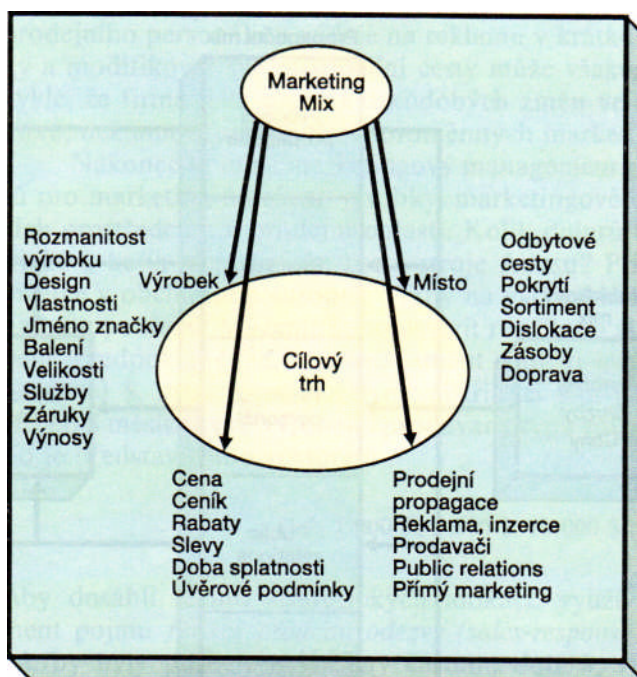 Marketing
Mix
Rozmanitost
výrobku
Design
Vlastnosti
Jméno značky
Balení
Velikosti
Služby
Záruky
Výnosy
Výrobek
Místo
Odbytové
cesty
Pokrytí
Sortiment
Dislokace
Zásoby
Doprava
Cílový
trh
Cena
Ceník
Rabaty
Slevy
Doba splatnosti
Úvěrové podmínky
Prodejní
propagace
Reklama, inzerce
Prodavači
Public relations
Přímý marketing